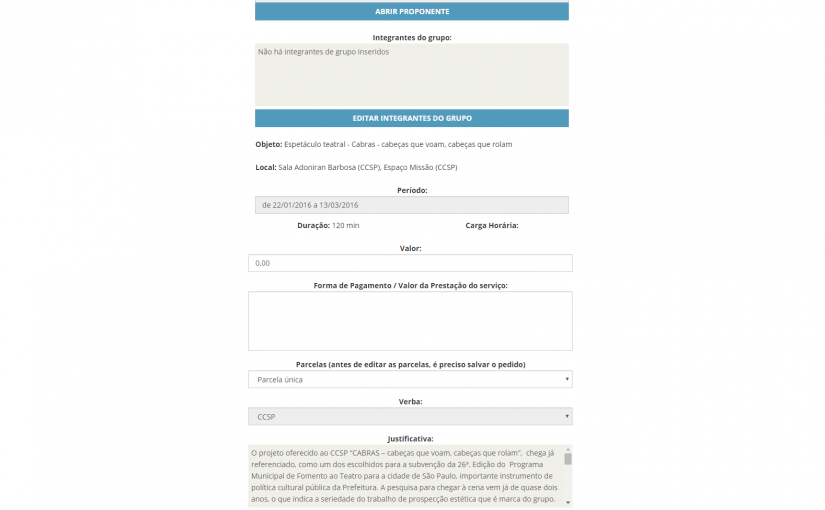 ABRIR PROPONENTE
Integrantes do grupo:
Não há integrantes de grupo inseridos
EDITAR INTEGRANTES DO GRUPO
Objeto: Espetáculo teatral - Cabras - cabeças que voam, cabeças que rolam
Local: Sala Adoniran Barbosa (CCSP), Espaço Missão (CCSP)
Período:
de 22/01/2016 a 13/03/2016
Duração: 120 min Carga Horária:
Valor:
0.00
Forma de Pagamento / Valor da Prestação do serviço:
Parcelas (antes de editar as parcelas, é preciso salvar o pedido)
Parcela única
Verba:
CCSP
Justificativa:
O projeto oferecido ao CCSP "CABRAS – cabeças que voam, cabeças que rolam", chega já
referenciado, como um dos escolhidos para a subvenção da 26ª. Edição do Programa
Municipal de Fomento ao Teatro para a cidade de São Paulo, importante instrumento de
política cultural pública da Prefeitura. A pesquisa para chegar à cena vem já de quase dois
anos, o que indica a seriedade do trabalho de prospecção estética que é marca do grupo.